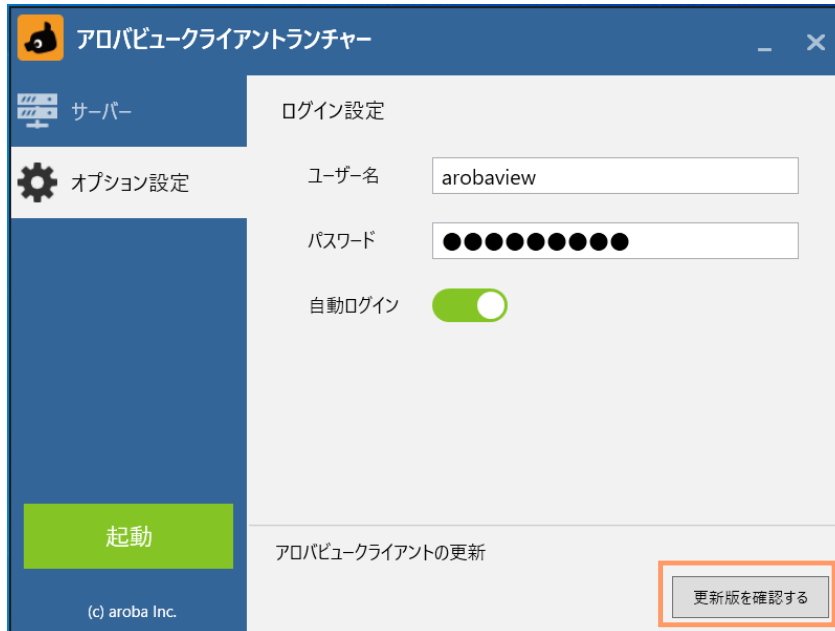 アロバビュークライアントランチャー
サーバー
オプション設定
ログイン設定
ユーザー名
arobaview
パスワード
●●●●●●●●●
自動ログイン
起動
(c) aroba Inc.
アロバビュークライアントの更新
更新版を確認する